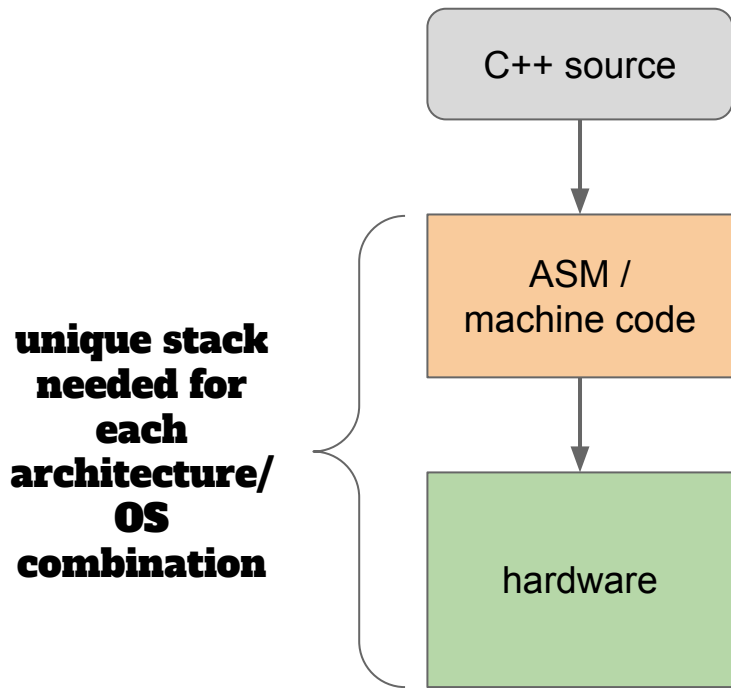 C++ source
ASM /
machine code
unique stack
needed for
each
architecture/
OS
combination
hardware